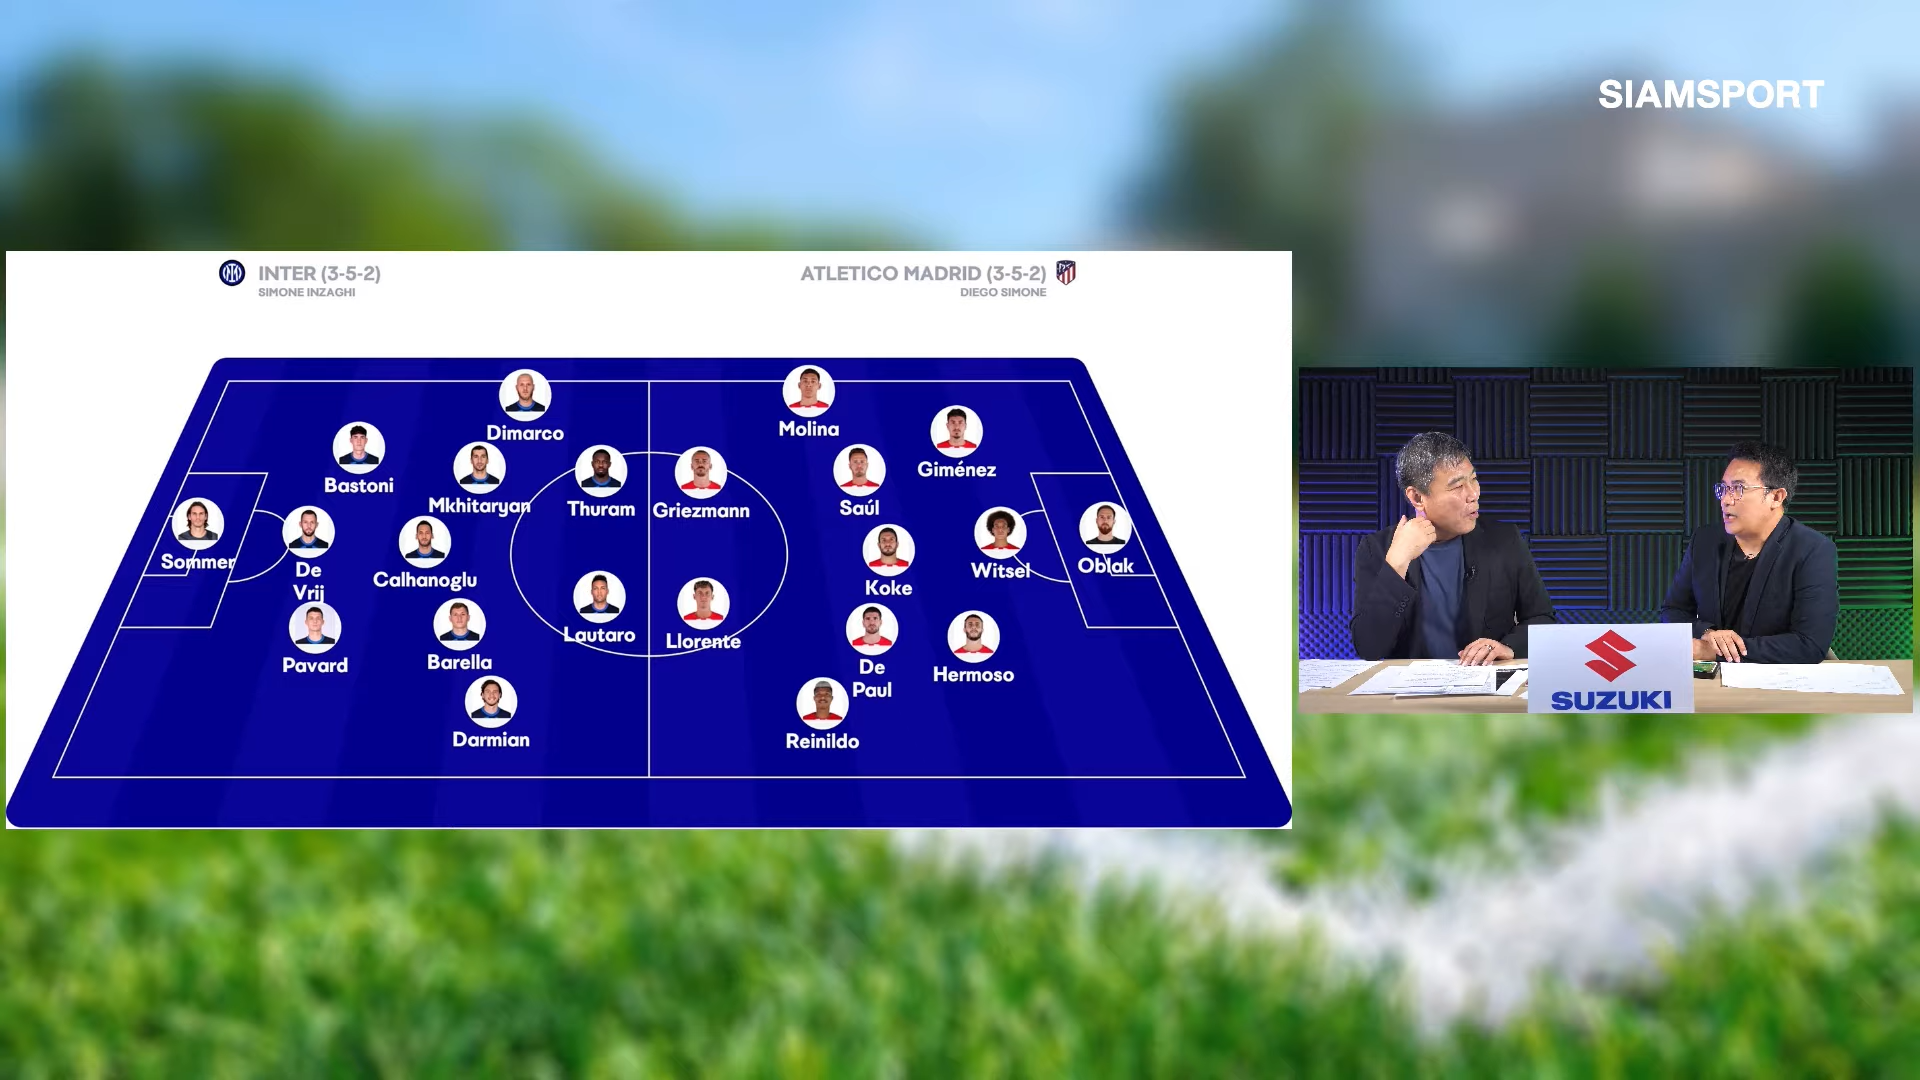 SIAMSPORT
INTER (3-5-2)
SIMONE INZAGHI
ATLETICO MADRID (3-5-2)
DIEGO SIMONE
Dimarco
Molina
Bastoni
Giménez
Mkhitaryan
Thuram
Griezmann
Saúl
Sommer
De
Vrij
Calhanoglu
Koke
Witsel
Oblak
Pavard
Barella
Lautaro
Llorente
De
Paul
Hermoso
Darmian
Reinildo
SUZUKI